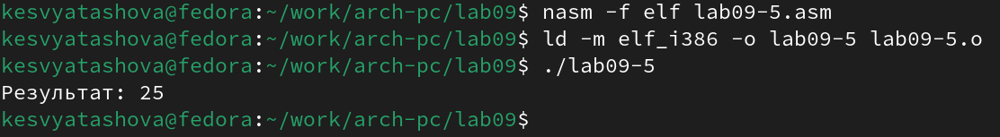 kesvyatashova@fedora:~/work/arch-pc/lab09$ nasm -f elf lab09-5.asm
kesvyatashova@fedora:~/work/arch-pc/lab09$ ld -m elf_i386 -o lab09-5 lab09-5.o
kesvyatashova@fedora:~/work/arch-pc/lab09$ ./lab09-5
Результат: 25
kesvyatashova@fedora:~/work/arch-pc/lab09$